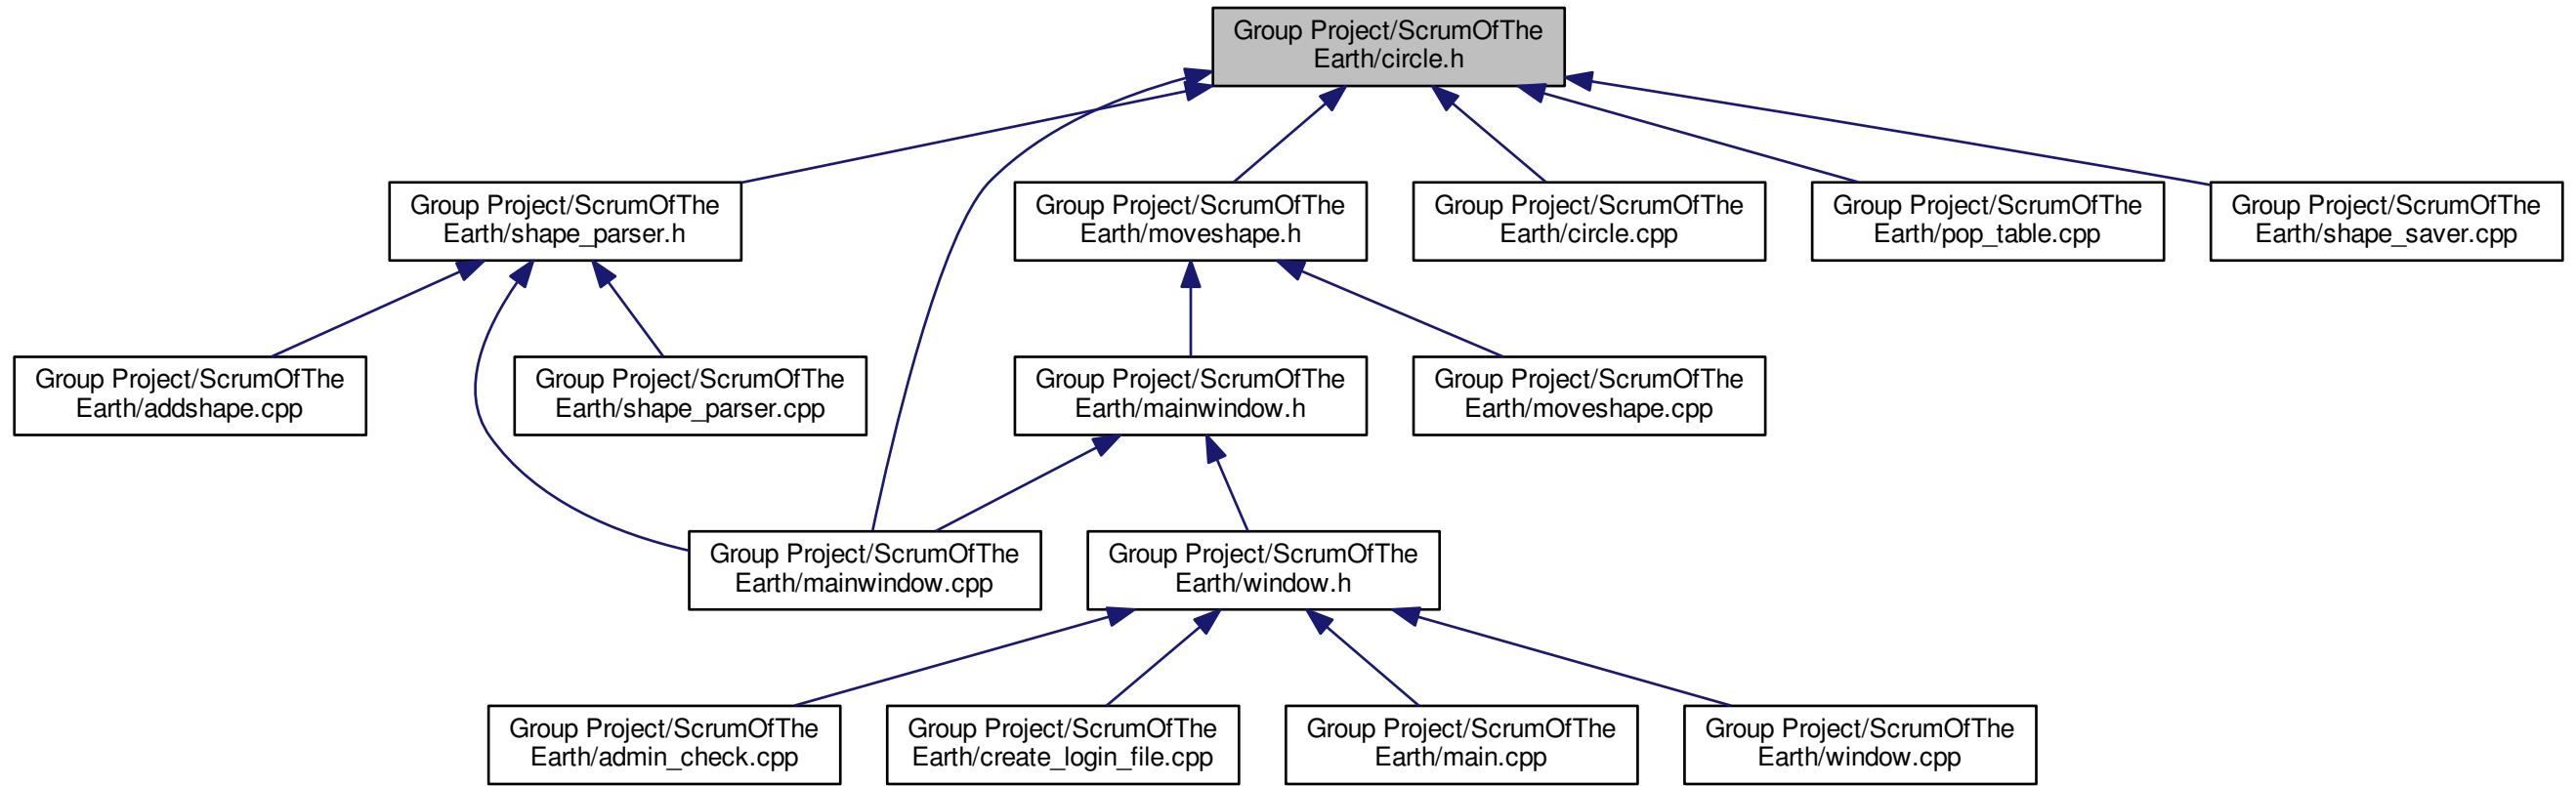 Group Project/ScrumOfThe
Earth/circle.h
Group Project/ScrumOfThe
Earth/shape_parser.h
Group Project/ScrumOfThe
Earth/moveshape.h
Group Project/ScrumOfThe
Earth/circle.cpp
Group Project/ScrumOfThe
Earth/pop_table.cpp
Group Project/ScrumOfThe
Earth/shape_saver.cpp
Group Project/ScrumOfThe
Earth/addshape.cpp
Group Project/ScrumOfThe
Earth/shape_parser.cpp
Group Project/ScrumOfThe
Earth/mainwindow.h
Group Project/ScrumOfThe
Earth/moveshape.cpp
Group Project/ScrumOfThe
Earth/mainwindow.cpp
Group Project/ScrumOfThe
Earth/window.h
Group Project/ScrumOfThe
Earth/admin_check.cpp
Group Project/ScrumOfThe
Earth/create_login_file.cpp
Group Project/ScrumOfThe
Earth/main.cpp
Group Project/ScrumOfThe
Earth/window.cpp